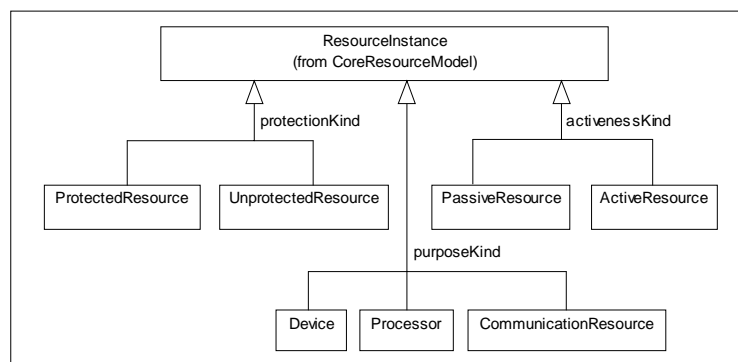 ResourceInstance
(from CoreResourceModel)
protectionKind
activenessKind
ProtectedResource
UnprotectedResource
PassiveResource
ActiveResource
purposeKind
Device
Processor
CommunicationResource